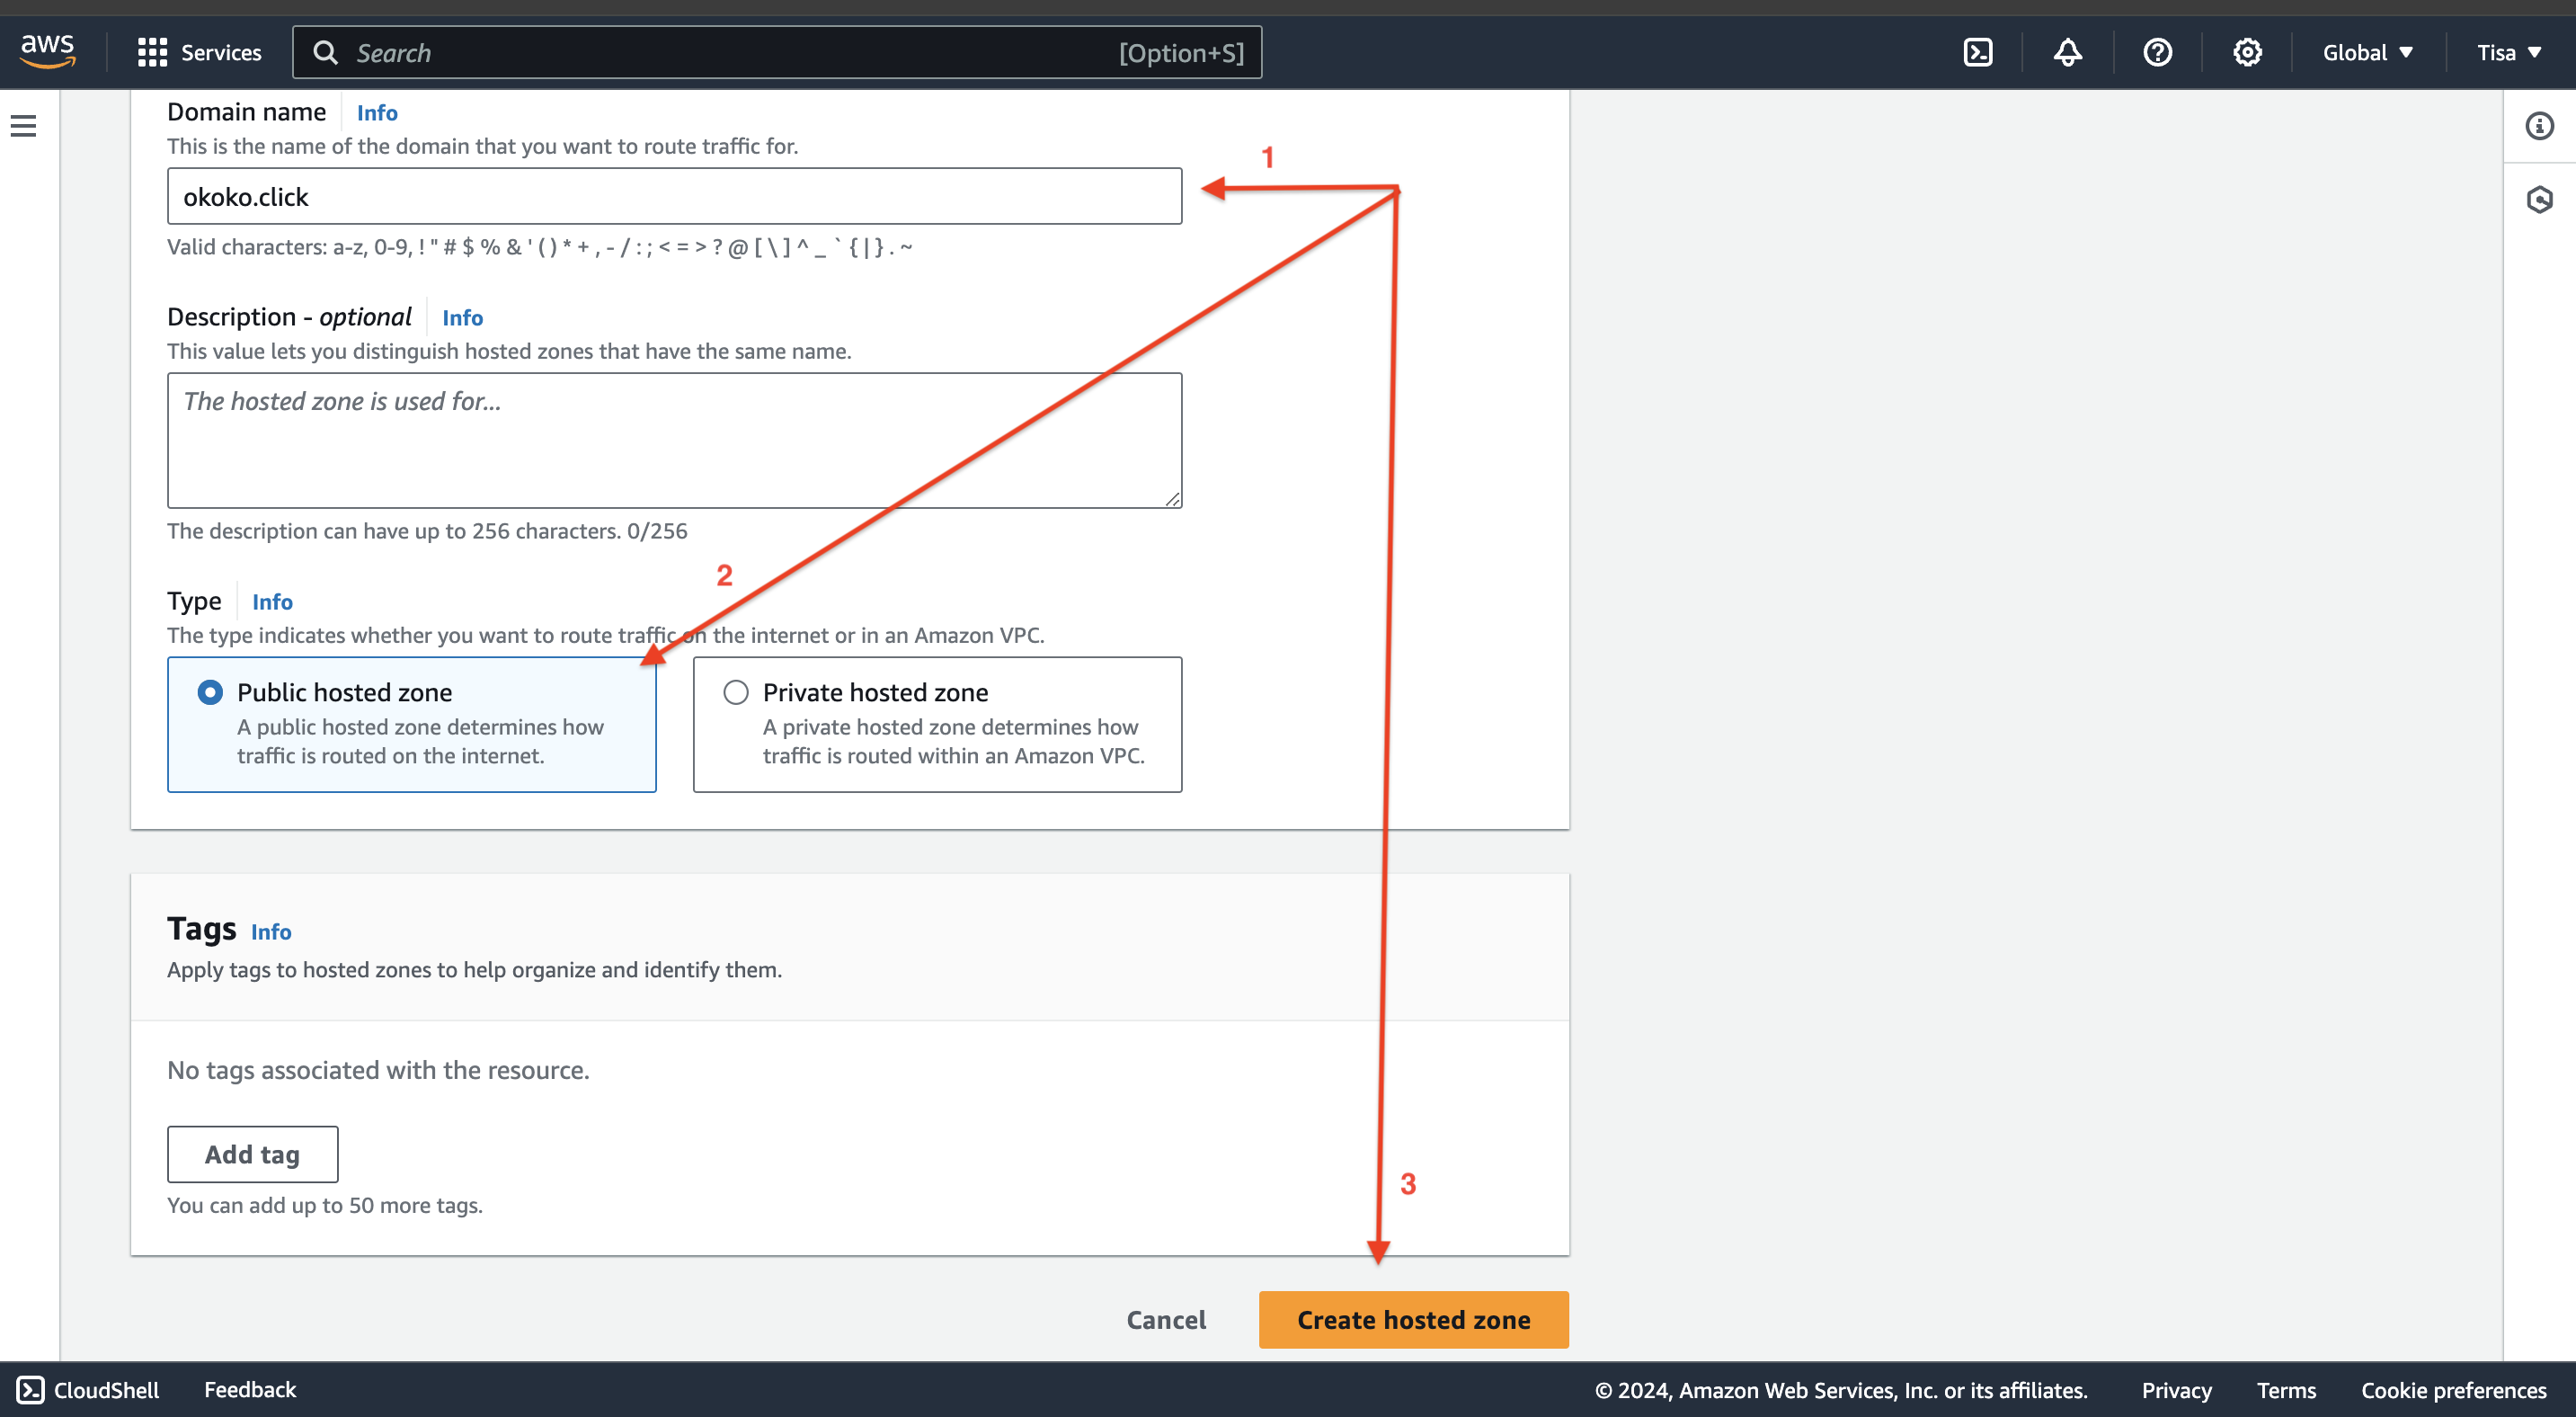 aws
Services
Search
[Option+S]
Global
Tisa
Domain name
Info
This is the name of the domain that you want to route traffic for.
1
okoko.click
Valid characters: a-z, 0-9, ! " # $ % & ' ( ) * + , - / : ; < = > ? @ [ \ ] ^ _ ` { | } . ~
Description - optional
Info
This value lets you distinguish hosted zones that have the same name.
The hosted zone is used for...
The description can have up to 256 characters. 0/256
2
Type
Info
The type indicates whether you want to route traffic on the internet or in an Amazon VPC.
Public hosted zone
A public hosted zone determines how
traffic is routed on the internet.
Private hosted zone
A private hosted zone determines how
traffic is routed within an Amazon VPC.
Tags
Info
Apply tags to hosted zones to help organize and identify them.
No tags associated with the resource.
Add tag
You can add up to 50 more tags.
3
Cancel
Create hosted zone
CloudShell
Feedback
© 2024, Amazon Web Services, Inc. or its affiliates.
Privacy
Terms
Cookie preferences